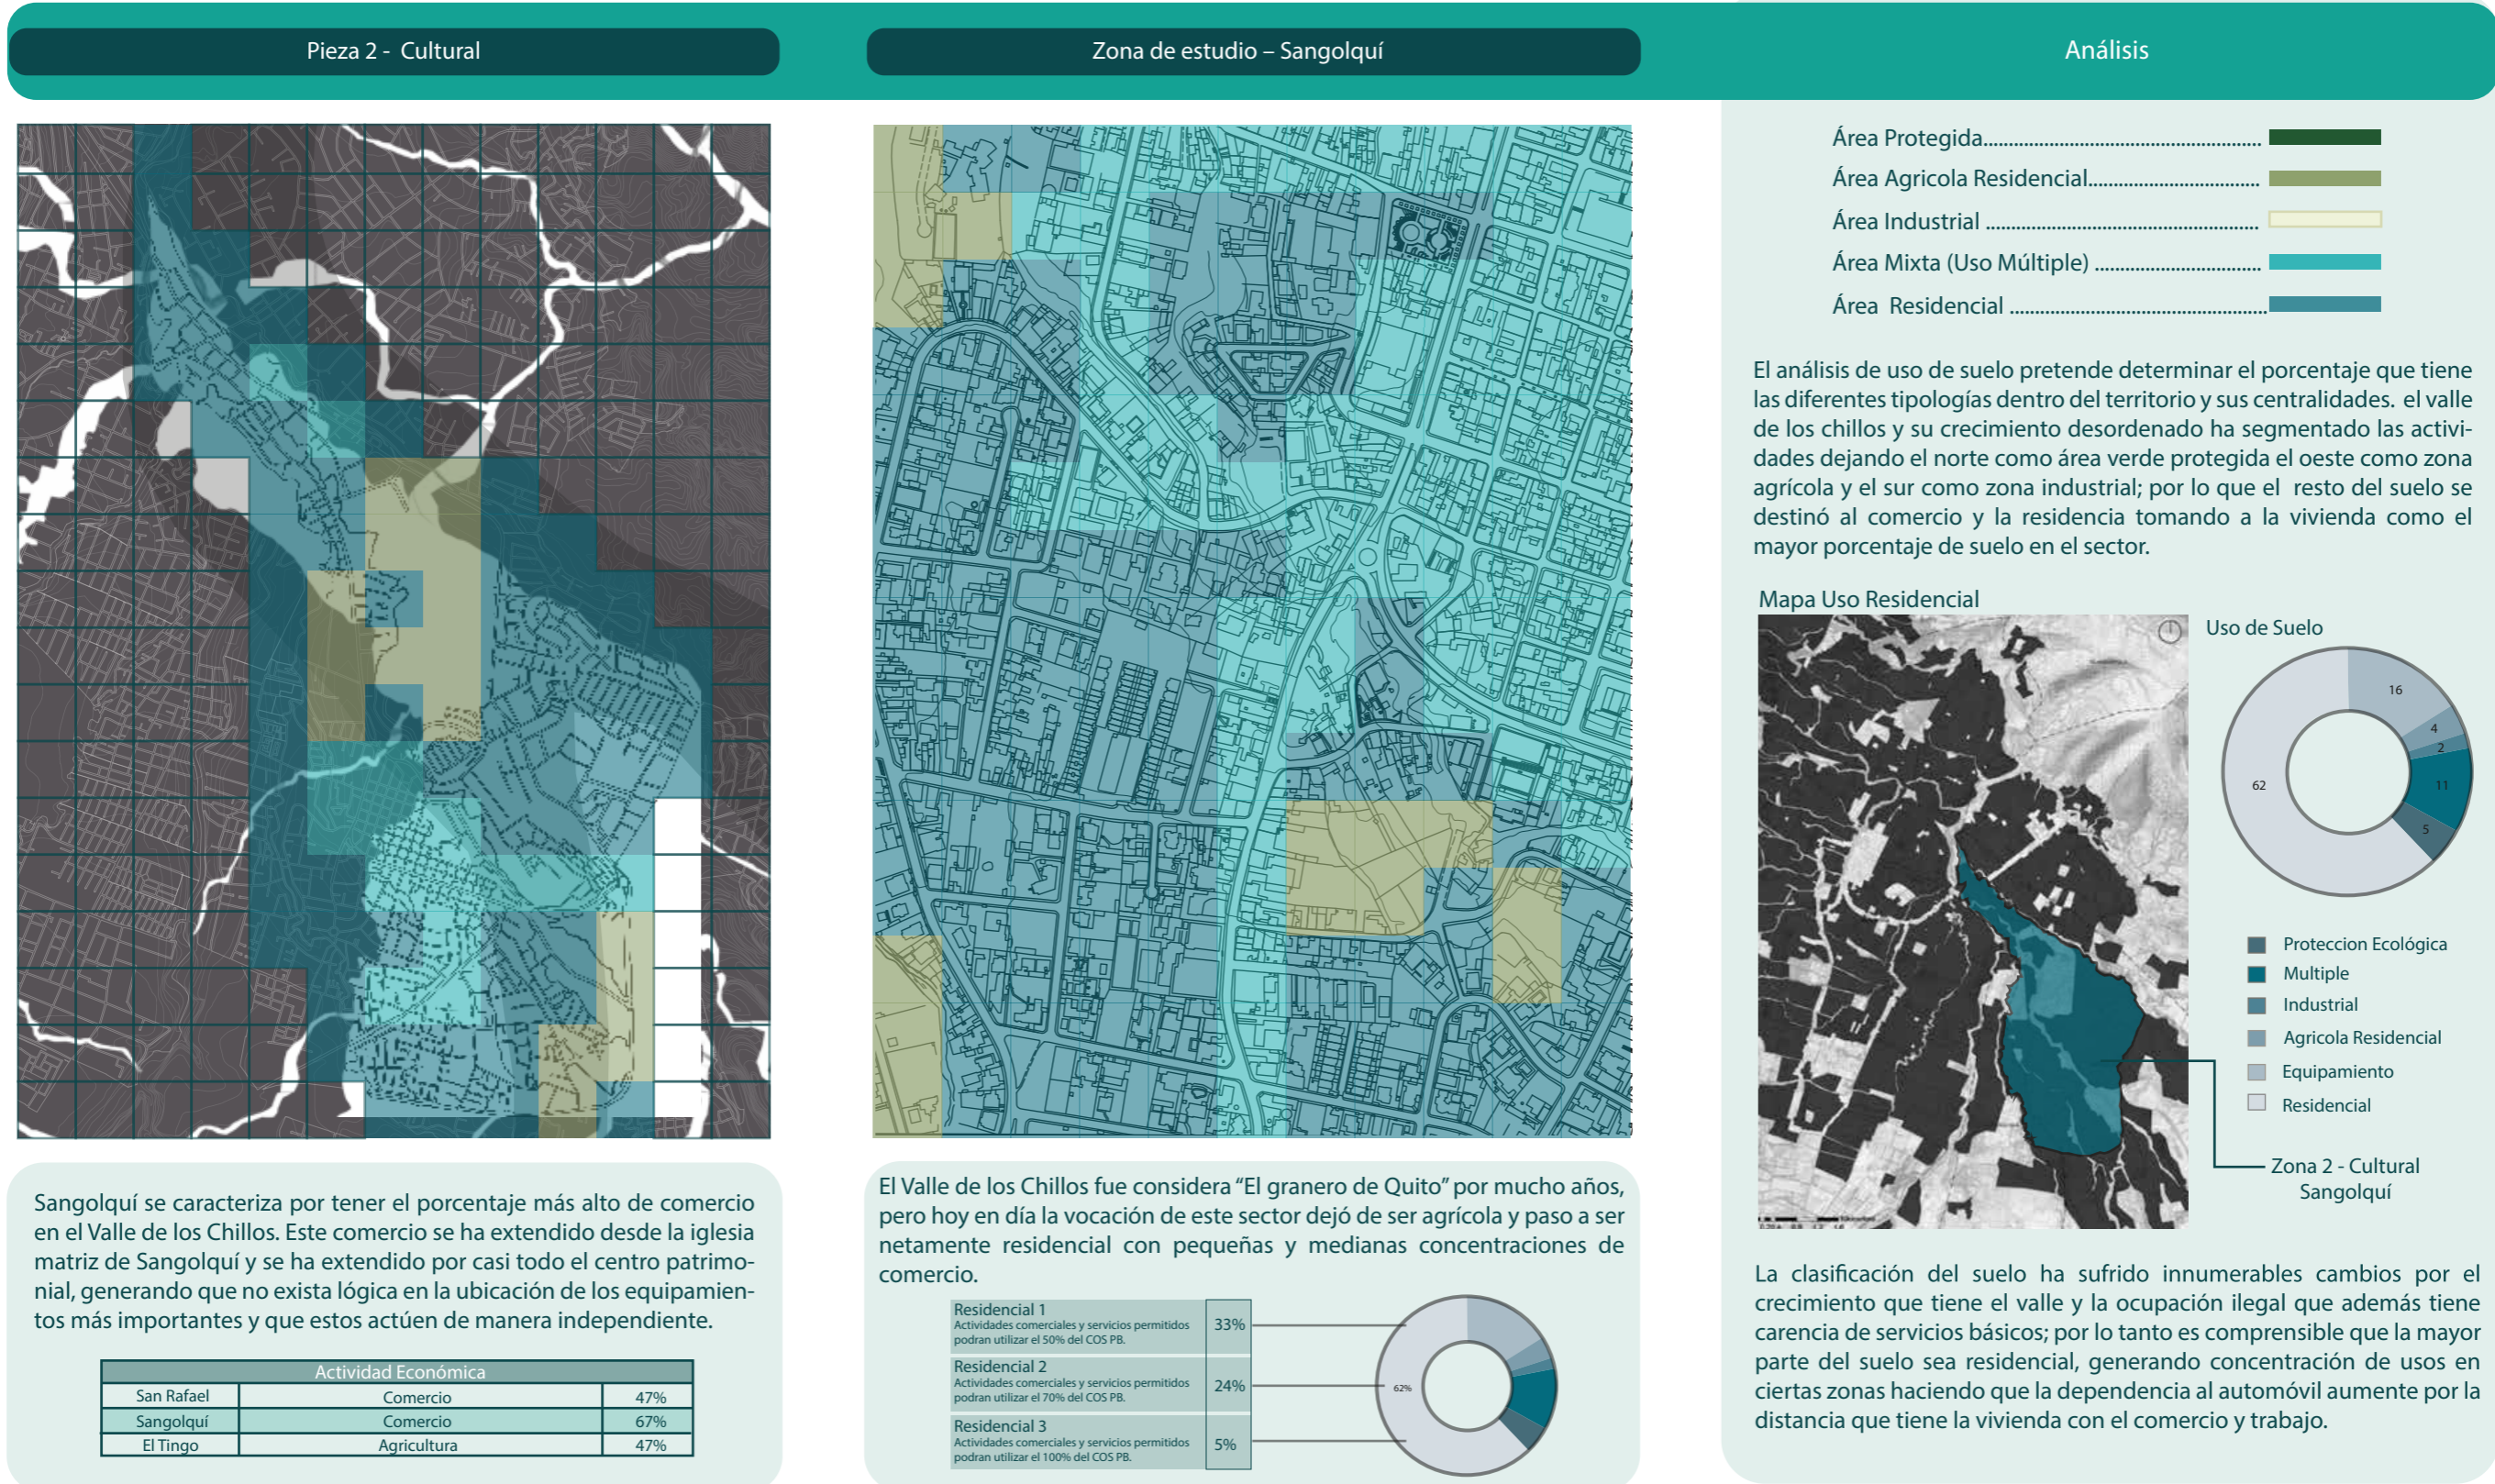 Pieza 2 - Cultural
Zona de estudio – Sangolquí
Análisis
Sangolquí se caracteriza por tener el porcentaje más alto de comercio
en el Valle de los Chillos. Este comercio se ha extendido desde la iglesia
matriz de Sangolquí y se ha extendido por casi todo el centro patrimo-
nial, generando que no exista lógica en la ubicación de los equipamien-
tos más importantes y que estos actúen de manera independiente.
Actividad Económica
San Rafael Comercio 47%
Sangolquí Comercio 67%
El Tingo Agricultura 47%
El Valle de los Chillos fue considera “El granero de Quito” por mucho años,
pero hoy en día la vocación de este sector dejó de ser agrícola y paso a ser
netamente residencial con pequeñas y medianas concentraciones de
comercio.
Residencial 1
Actividades comerciales y servicios permitidos
podran utilizar el 50% del COS PB.
33%
Residencial 2
Actividades comerciales y servicios permitidos
podran utilizar el 70% del COS PB.
24%
Residencial 3
Actividades comerciales y servicios permitidos
podran utilizar el 100% del COS PB.
5%
62%
Área Protegida................................................
Área Agricola Residencial..............................
Área Industrial ...............................................
Área Mixta (Uso Múltiple) .............................
Área Residencial ............................................
El análisis de uso de suelo pretende determinar el porcentaje que tiene
las diferentes tipologías dentro del territorio y sus centralidades. el valle
de los chillos y su crecimiento desordenado ha segmentado las activi-
dades dejando el norte como área verde protegida el oeste como zona
agrícola y el sur como zona industrial; por lo que el resto del suelo se
destinó al comercio y la residencia tomando a la vivienda como el
mayor porcentaje de suelo en el sector.
Mapa Uso Residencial
Uso de Suelo
16
4
2
11
5
62
Proteccion Ecológica
Multiple
Industrial
Agricola Residencial
Equipamiento
Residencial
Zona 2 - Cultural
Sangolquí
La clasificación del suelo ha sufrido innumerables cambios por el
crecimiento que tiene el valle y la ocupación ilegal que además tiene
carencia de servicios básicos; por lo tanto es comprensible que la mayor
parte del suelo sea residencial, generando concentración de usos en
ciertas zonas haciendo que la dependencia al automóvil aumente por la
distancia que tiene la vivienda con el comercio y trabajo.